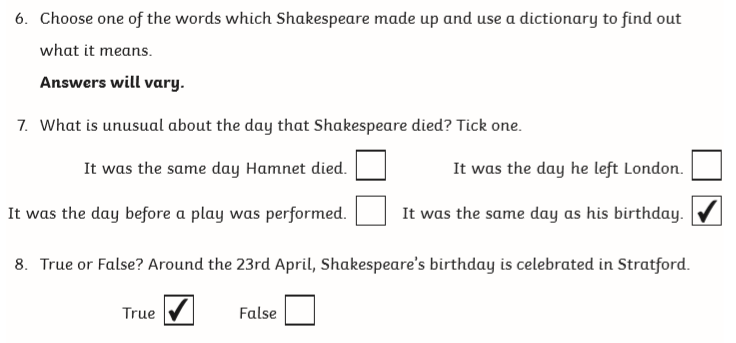 6. Choose one of the words which Shakespeare made up and use a dictionary to find out
what it means.
Answers will vary.
7. What is unusual about the day that Shakespeare died? Tick one.
It was the same day Hamnet died. It was the day he left London.
It was the day before a play was performed. It was the same day as his birthday. ✓
8. True or False? Around the 23rd April, Shakespeare's birthday is celebrated in Stratford.
True ✓ False